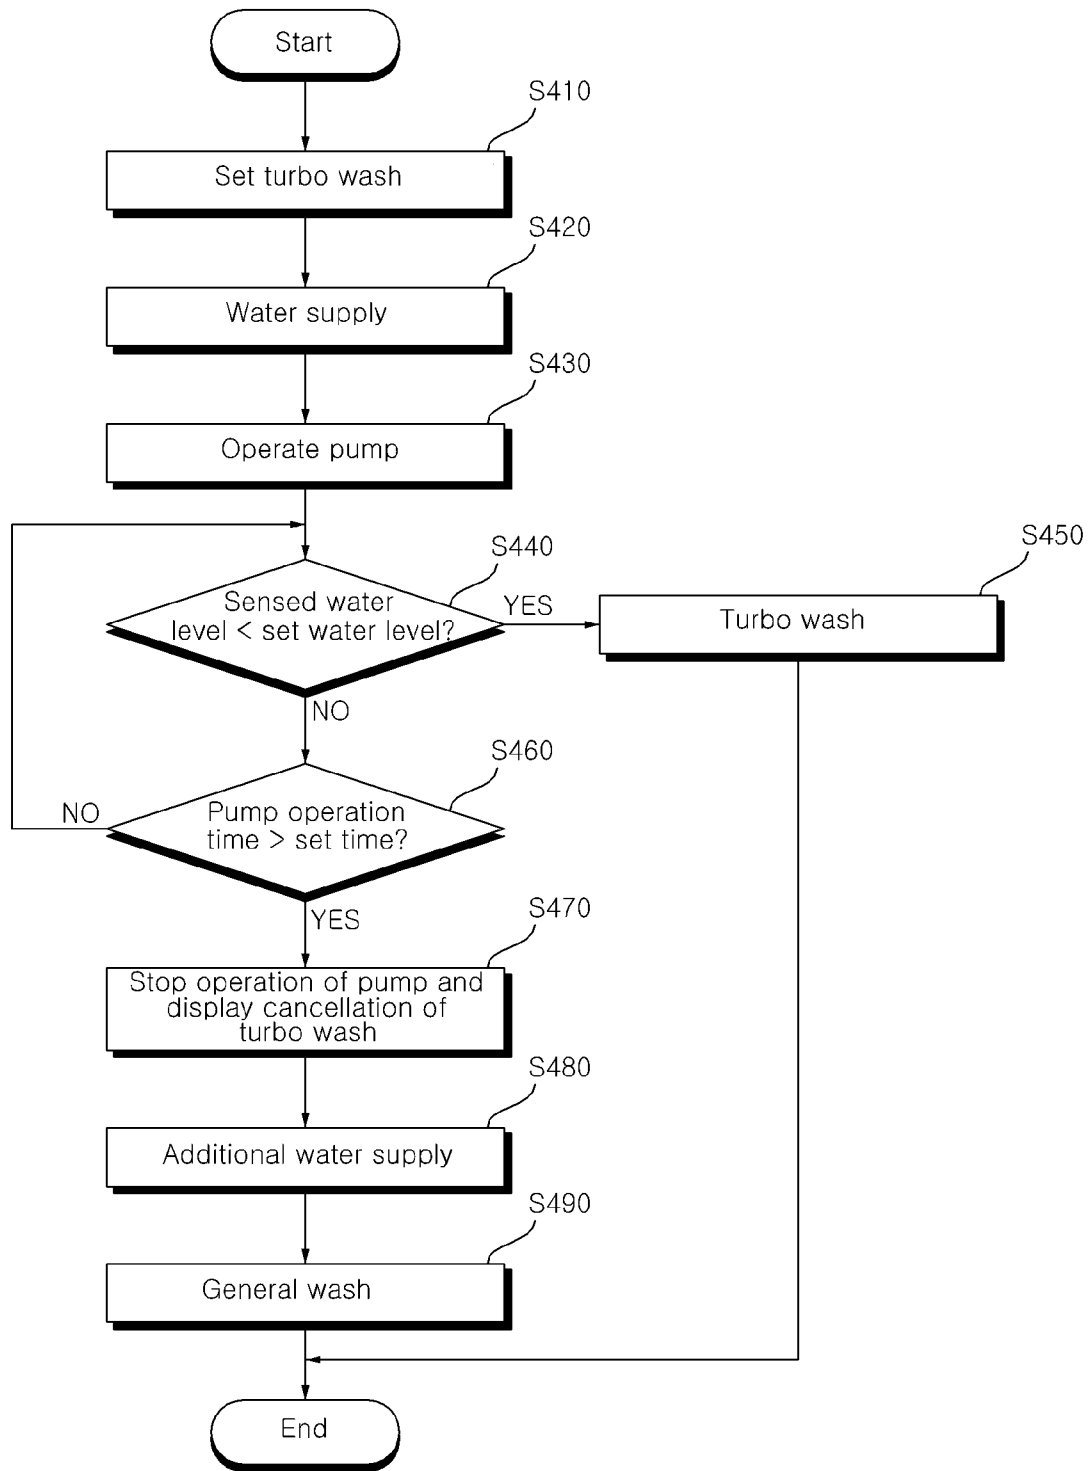 Start
S410
Set turbo wash
S420
Water supply
S430
Operate pump
S440
Sensed water
level < set water level?
YES
S450
Turbo wash
NO
S460
Pump operation
time > set time?
NO
YES
S470
Stop operation of pump and
display cancellation of
turbo wash
S480
Additional water supply
S490
General wash
End